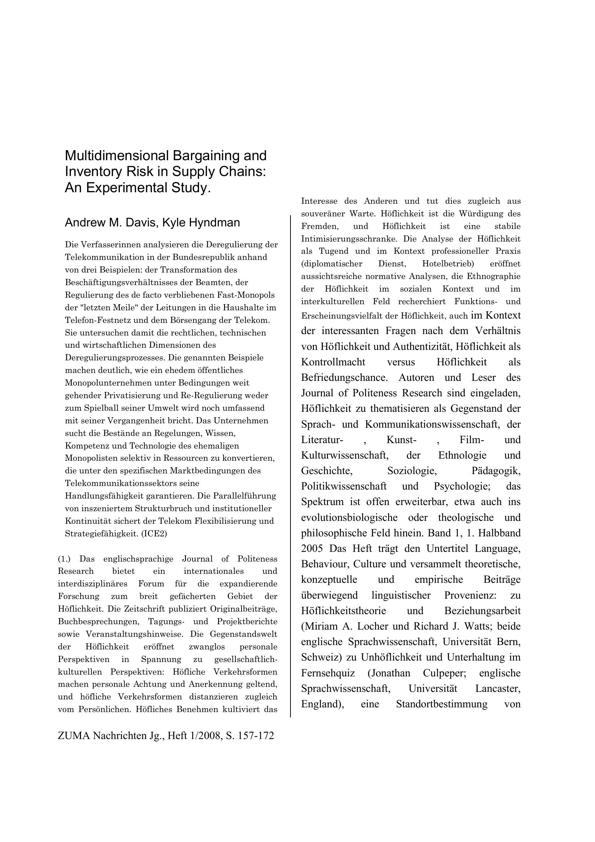 Multidimensional Bargaining and
Inventory Risk in Supply Chains:
An Experimental Study.
Andrew M. Davis, Kyle Hyndman
Die Verfasserinnen analysieren die Deregulierung der
Telekommunikation in der Bundesrepublik anhand
von drei Beispielen: der Transformation des
Beschäftigungsverhältnisses der Beamten, der
Regulierung des de facto verbliebenen Fast-Monopols
der "letzten Meile" der Leitungen in die Haushalte im
Telefon-Festnetz und dem Börsengang der Telekom.
Sie untersuchen damit die rechtlichen, technischen
und wirtschaftlichen Dimensionen des
Deregulierungsprozesses. Die genannten Beispiele
machen deutlich, wie ein ehedem öffentliches
Monopolunternehmen unter Bedingungen weit
gehender Privatisierung und Re-Regulierung weder
zum Spielball seiner Umwelt wird noch umfassend
mit seiner Vergangenheit bricht. Das Unternehmen
sucht die Bestände an Regelungen, Wissen,
Kompetenz und Technologie des ehemaligen
Monopolisten selektiv in Ressourcen zu konvertieren,
die unter den spezifischen Marktbedingungen des
Telekommunikationssektors seine
Handlungsfähigkeit garantieren. Die Parallelführung
von inszeniertem Strukturbruch und institutioneller
Kontinuität sichert der Telekom Flexibilisierung und
Strategiefähigkeit. (ICE2)
(1.) Das englischsprachige Journal of Politeness
Research bietet ein internationales und
interdisziplinäres Forum für die expandierende
Forschung zum breit gefächerten Gebiet der
Höflichkeit. Die Zeitschrift publiziert Originalbeiträge,
Buchbesprechungen, Tagungs- und Projektberichte
sowie Veranstaltungshinweise. Die Gegenstandswelt
der Höflichkeit eröffnet zwanglos personale
Perspektiven in Spannung zu gesellschaftlich-
kulturellen Perspektiven: Höfliche Verkehrsformen
machen personale Achtung und Anerkennung geltend,
und höfliche Verkehrsformen distanzieren zugleich
vom Persönlichen. Höfliches Benehmen kultiviert das
Interesse des Anderen und tut dies zugleich aus
souveräner Warte. Höflichkeit ist die Würdigung des
Fremden, und Höflichkeit ist eine stabile
Intimisierungsschranke. Die Analyse der Höflichkeit
als Tugend und im Kontext professioneller Praxis
(diplomatischer Dienst, Hotelbetrieb) eröffnet
aussichtsreiche normative Analysen, die Ethnographie
der Höflichkeit im sozialen Kontext und im
interkulturellen Feld recherchiert Funktions- und
Erscheinungsvielfalt der Höflichkeit, auch im Kontext
der interessanten Fragen nach dem Verhältnis
von Höflichkeit und Authentizität, Höflichkeit als
Kontrollmacht versus Höflichkeit als
Befriedungschance. Autoren und Leser des
Journal of Politeness Research sind eingeladen,
Höflichkeit zu thematisieren als Gegenstand der
Sprach- und Kommunikationswissenschaft, der
Literatur- , Kunst- , Film- und
Kulturwissenschaft, der Ethnologie und
Geschichte, Soziologie, Pädagogik,
Politikwissenschaft und Psychologie; das
Spektrum ist offen erweiterbar, etwa auch ins
evolutionsbiologische oder theologische und
philosophische Feld hinein. Band 1, 1. Halbband
2005 Das Heft trägt den Untertitel Language,
Behaviour, Culture und versammelt theoretische,
konzeptuelle und empirische Beiträge
überwiegend linguistischer Provenienz: zu
Höflichkeitstheorie und Beziehungsarbeit
(Miriam A. Locher und Richard J. Watts; beide
englische Sprachwissenschaft, Universität Bern,
Schweiz) zu Unhöflichkeit und Unterhaltung im
Fernsehquiz (Jonathan Culpeper; englische
Sprachwissenschaft, Universität Lancaster,
England), eine Standortbestimmung von
ZUMA Nachrichten Jg., Heft 1/2008, S. 157-172